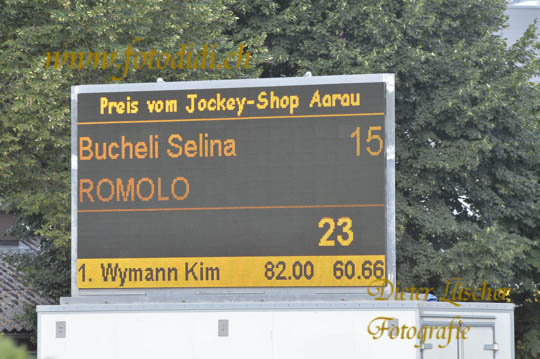 www.fotodidi.ch
Preis vom Jockey-Shop Aarau
Bucheli Selina 15
ROMOLO
23
1. Wymann Kim 82.00 60.66
Dieter Lüscher
Fotografie